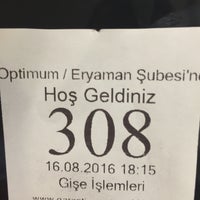 Optimum / Eryaman Şubesi'ne
Hoş Geldiniz
308
16.08.2016 18:15
Gişe İşlemleri